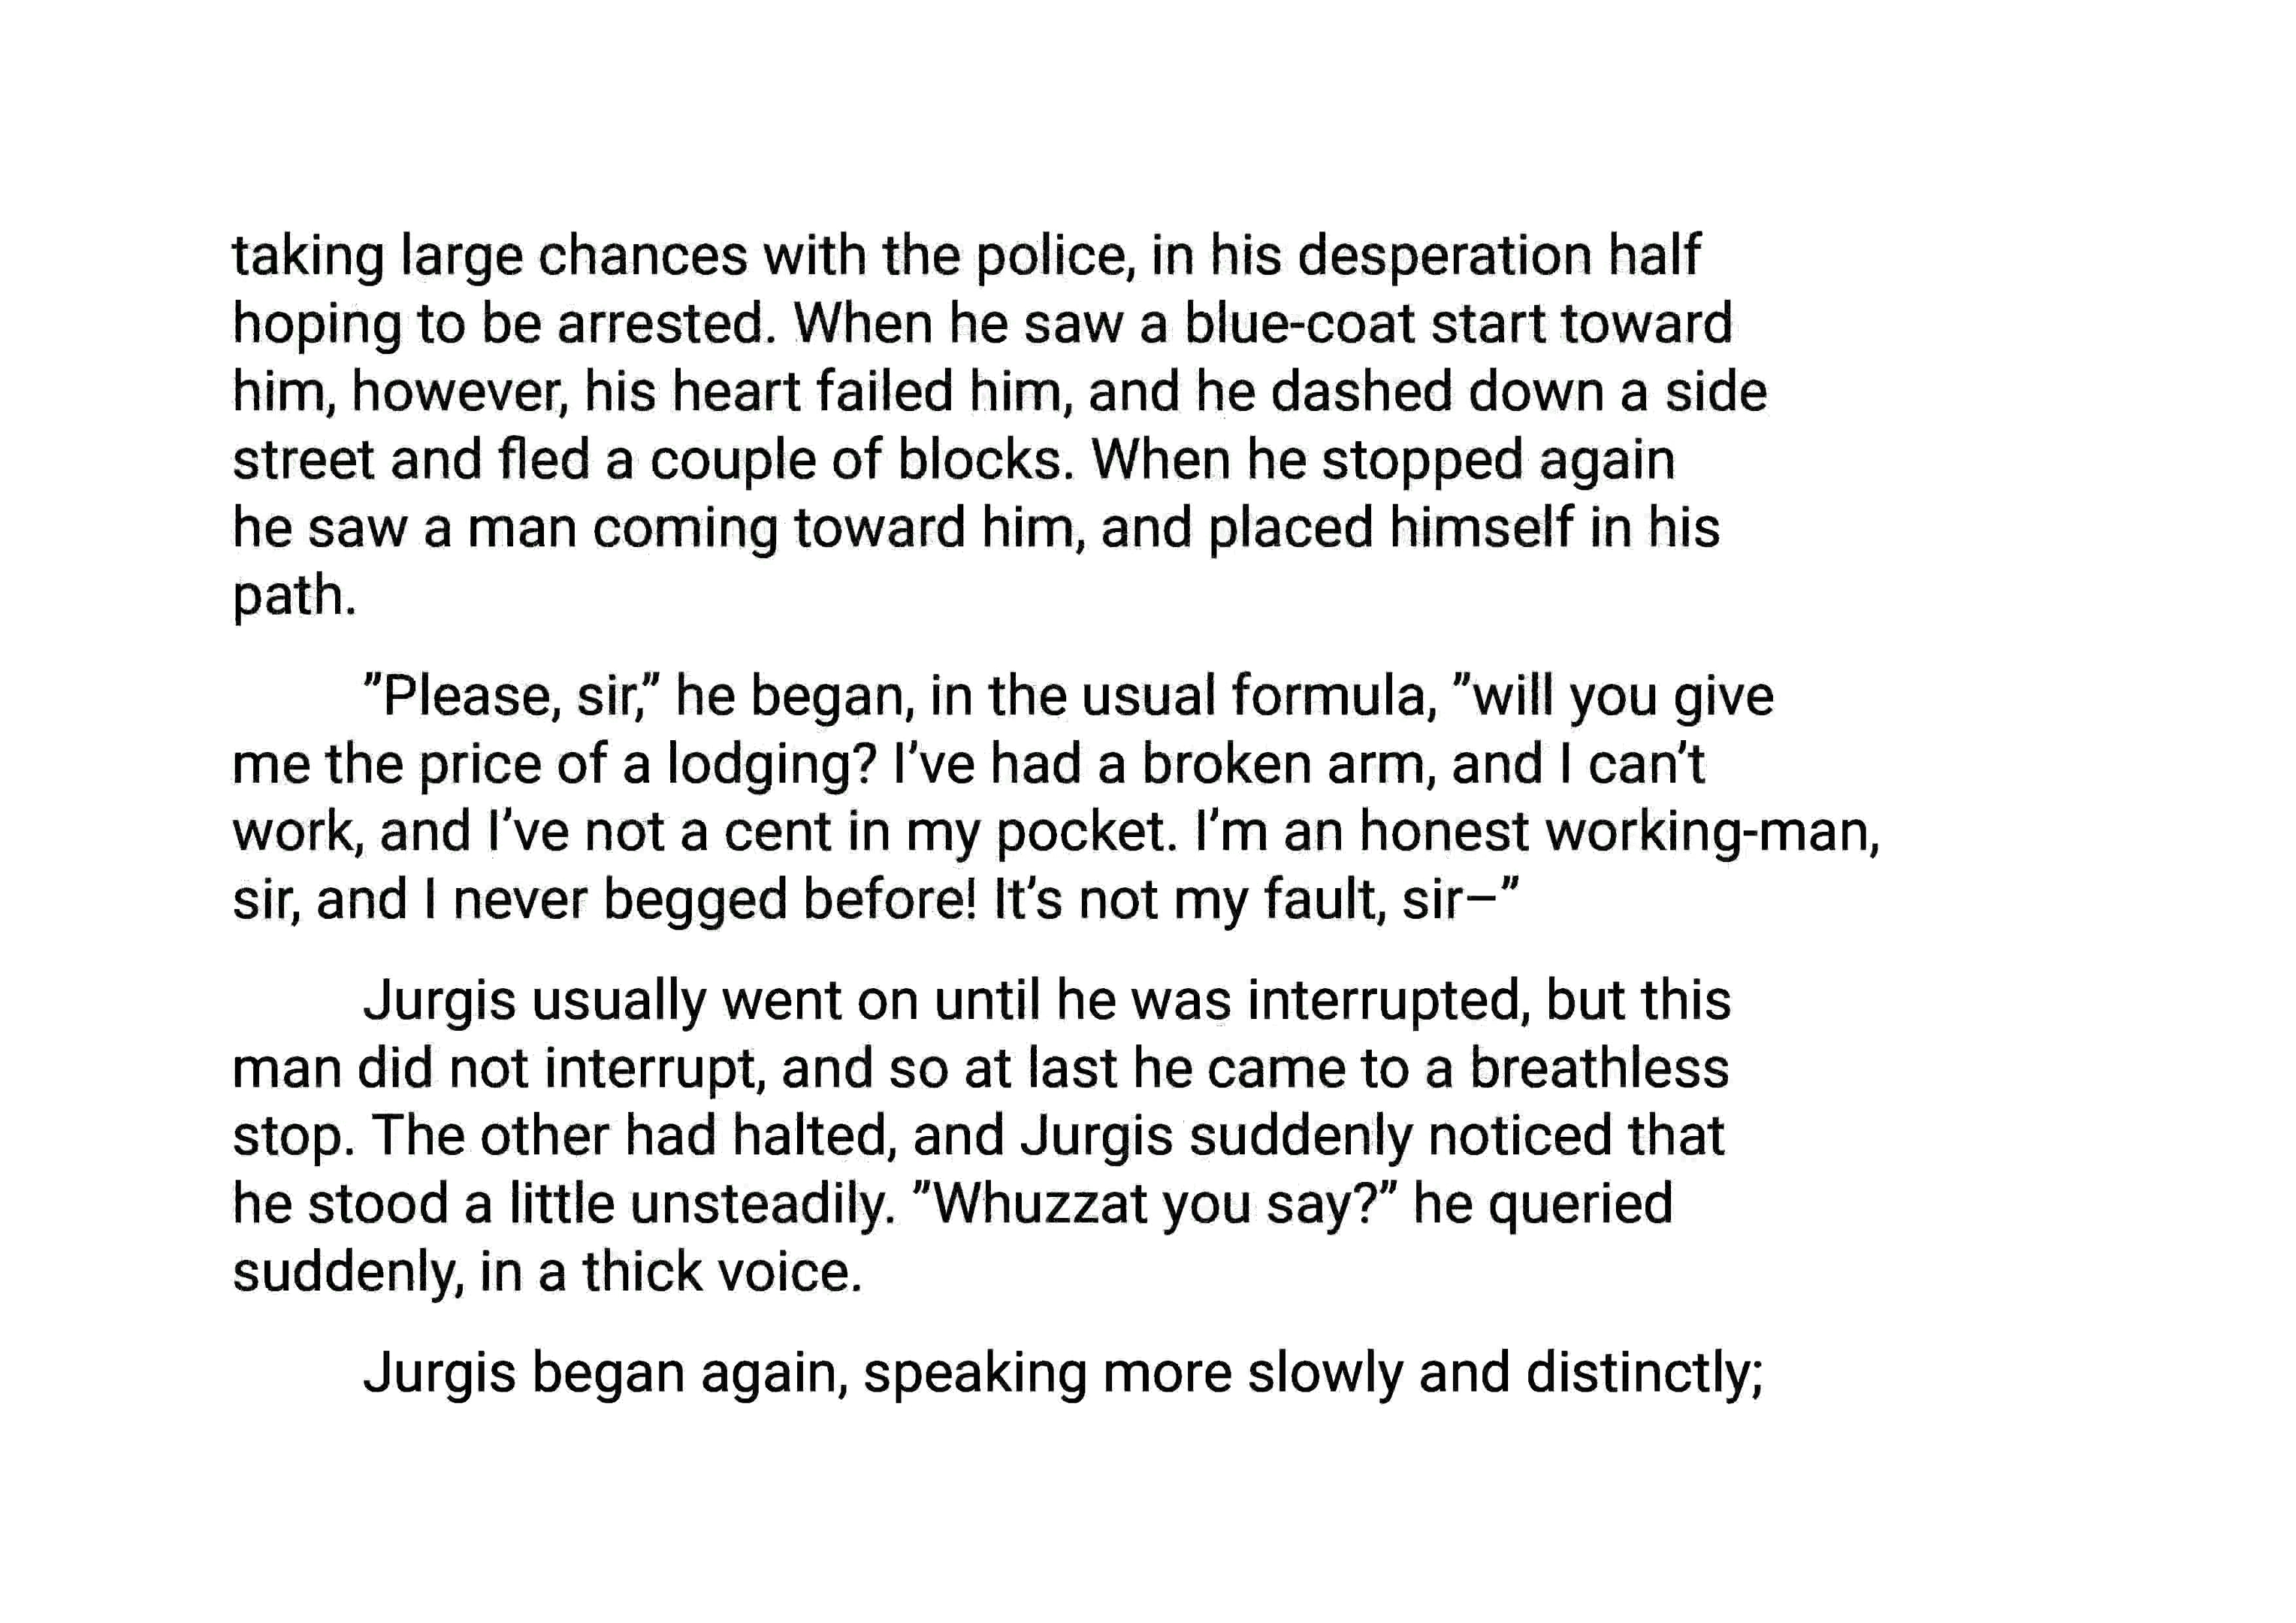 taking large chances with the police, in his desperation half
hoping to be arrested. When he saw a blue-coat start toward
him, however, his heart failed him, and he dashed down a side
street and fled a couple of blocks. When he stopped again
he saw a man coming toward him, and placed himself in his
path.
”Please, sir,” he began, in the usual formula, ”will you give
me the price of a lodging? I’ve had a broken arm, and I can’t
work, and I’ve not a cent in my pocket. I’m an honest working-man,
sir, and I never begged before! It’s not my fault, sir–”
Jurgis usually went on until he was interrupted, but this
man did not interrupt, and so at last he came to a breathless
stop. The other had halted, and Jurgis suddenly noticed that
he stood a little unsteadily. ”Whuzzat you say?” he queried
suddenly, in a thick voice.
Jurgis began again, speaking more slowly and distinctly;